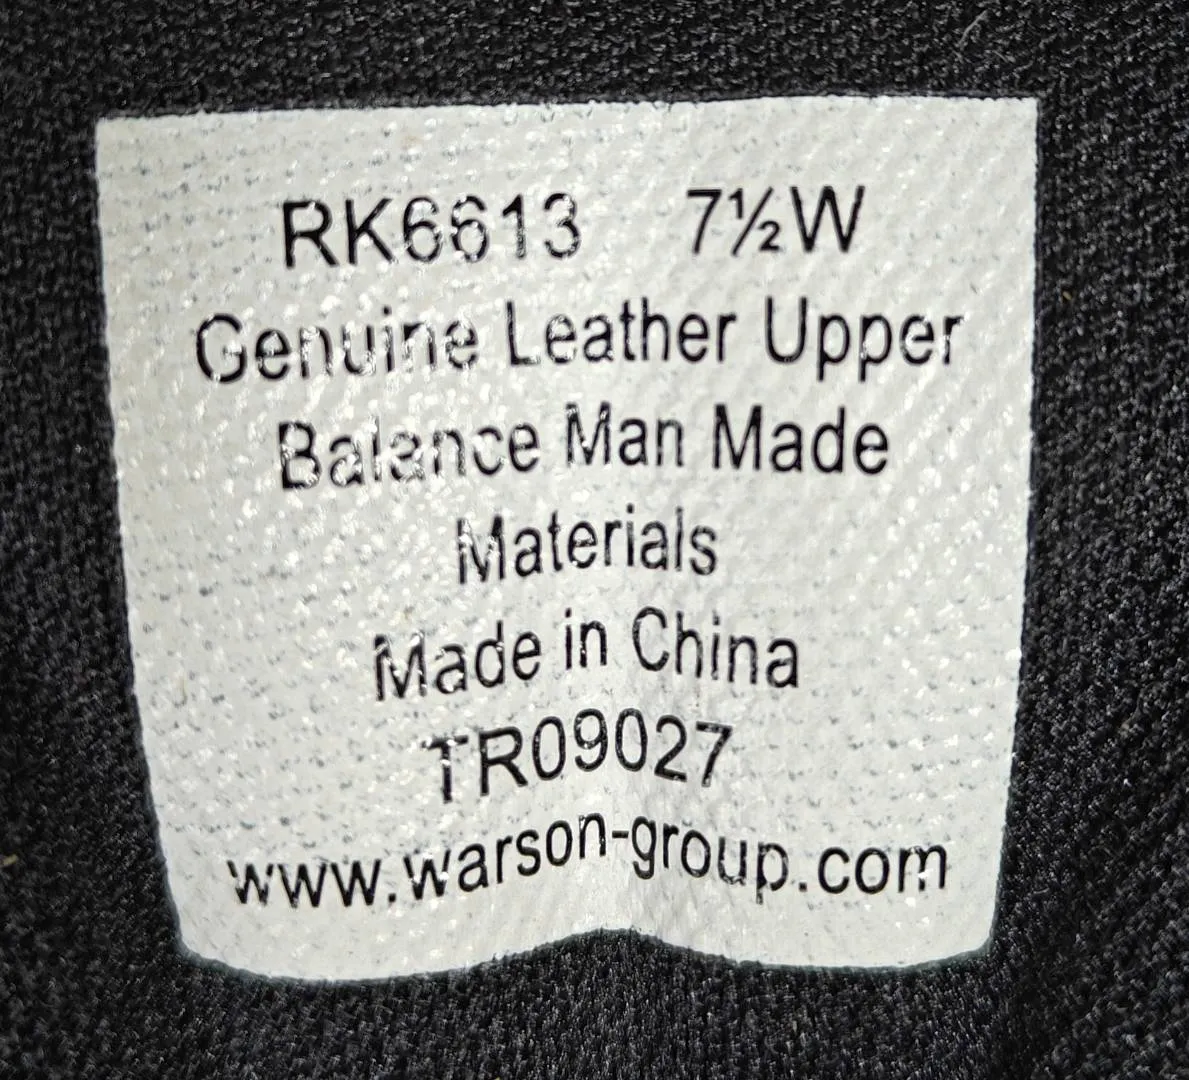 RK6613 7½W
Genuine Leather Upper
Balance Man Made
Materials
Made in China
TR09027
www.warson-group.com